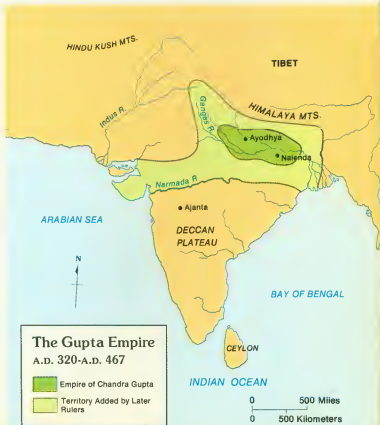 HINDU KUSH MTS.
TIBET
Indus R.
Ganges R.
HIMALAYA MTS.
Ayodhya
Nalenda
Narmada R.
Ajanta
ARABIAN SEA
DECCAN
PLATEAU
N
BAY OF BENGAL
The Gupta Empire
A.D. 320-A.D. 467
CEYLON
Empire of Chandra Gupta
INDIAN OCEAN
Territory Added by Later
Rulers
0 500 Miles
0 500 Kilometers